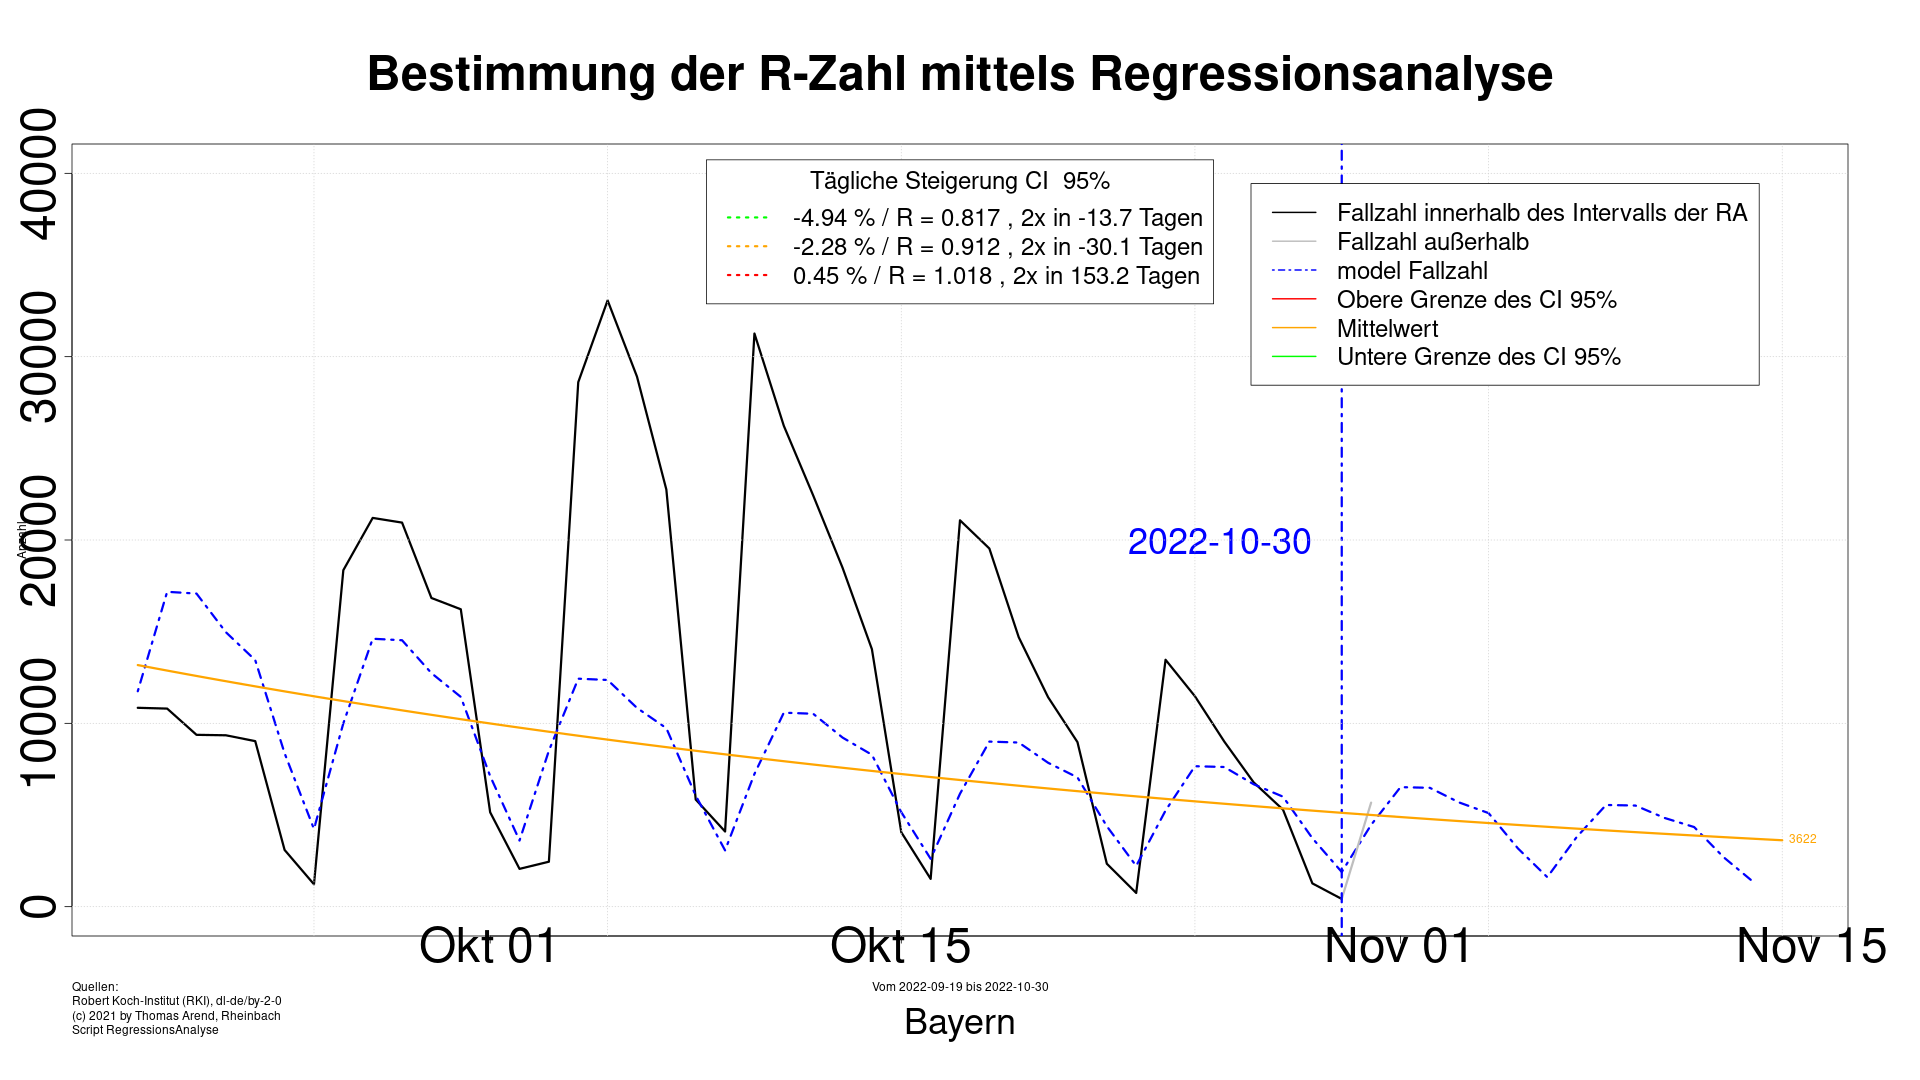 Bestimmung der R-Zahl mittels Regressionsanalyse
40000
30000
20000
10000
0
Anzahl
Tägliche Steigerung CI  95%
-4.94 % / R = 0.817 , 2x in -13.7 Tagen
-2.28 % / R = 0.912 , 2x in -30.1 Tagen
0.45 % / R = 1.018 , 2x in 153.2 Tagen
Fallzahl innerhalb des Intervalls der RA
Fallzahl außerhalb
model Fallzahl
Obere Grenze des CI 95%
Mittelwert
Untere Grenze des CI 95%
2022-10-30
3622
Okt 01
Okt 15
Nov 01
Nov 15
Quellen:
Robert Koch-Institut (RKI), dl-de/by-2-0
(c) 2021 by Thomas Arend, Rheinbach
Script RegressionsAnalyse
Vom 2022-09-19 bis 2022-10-30
Bayern